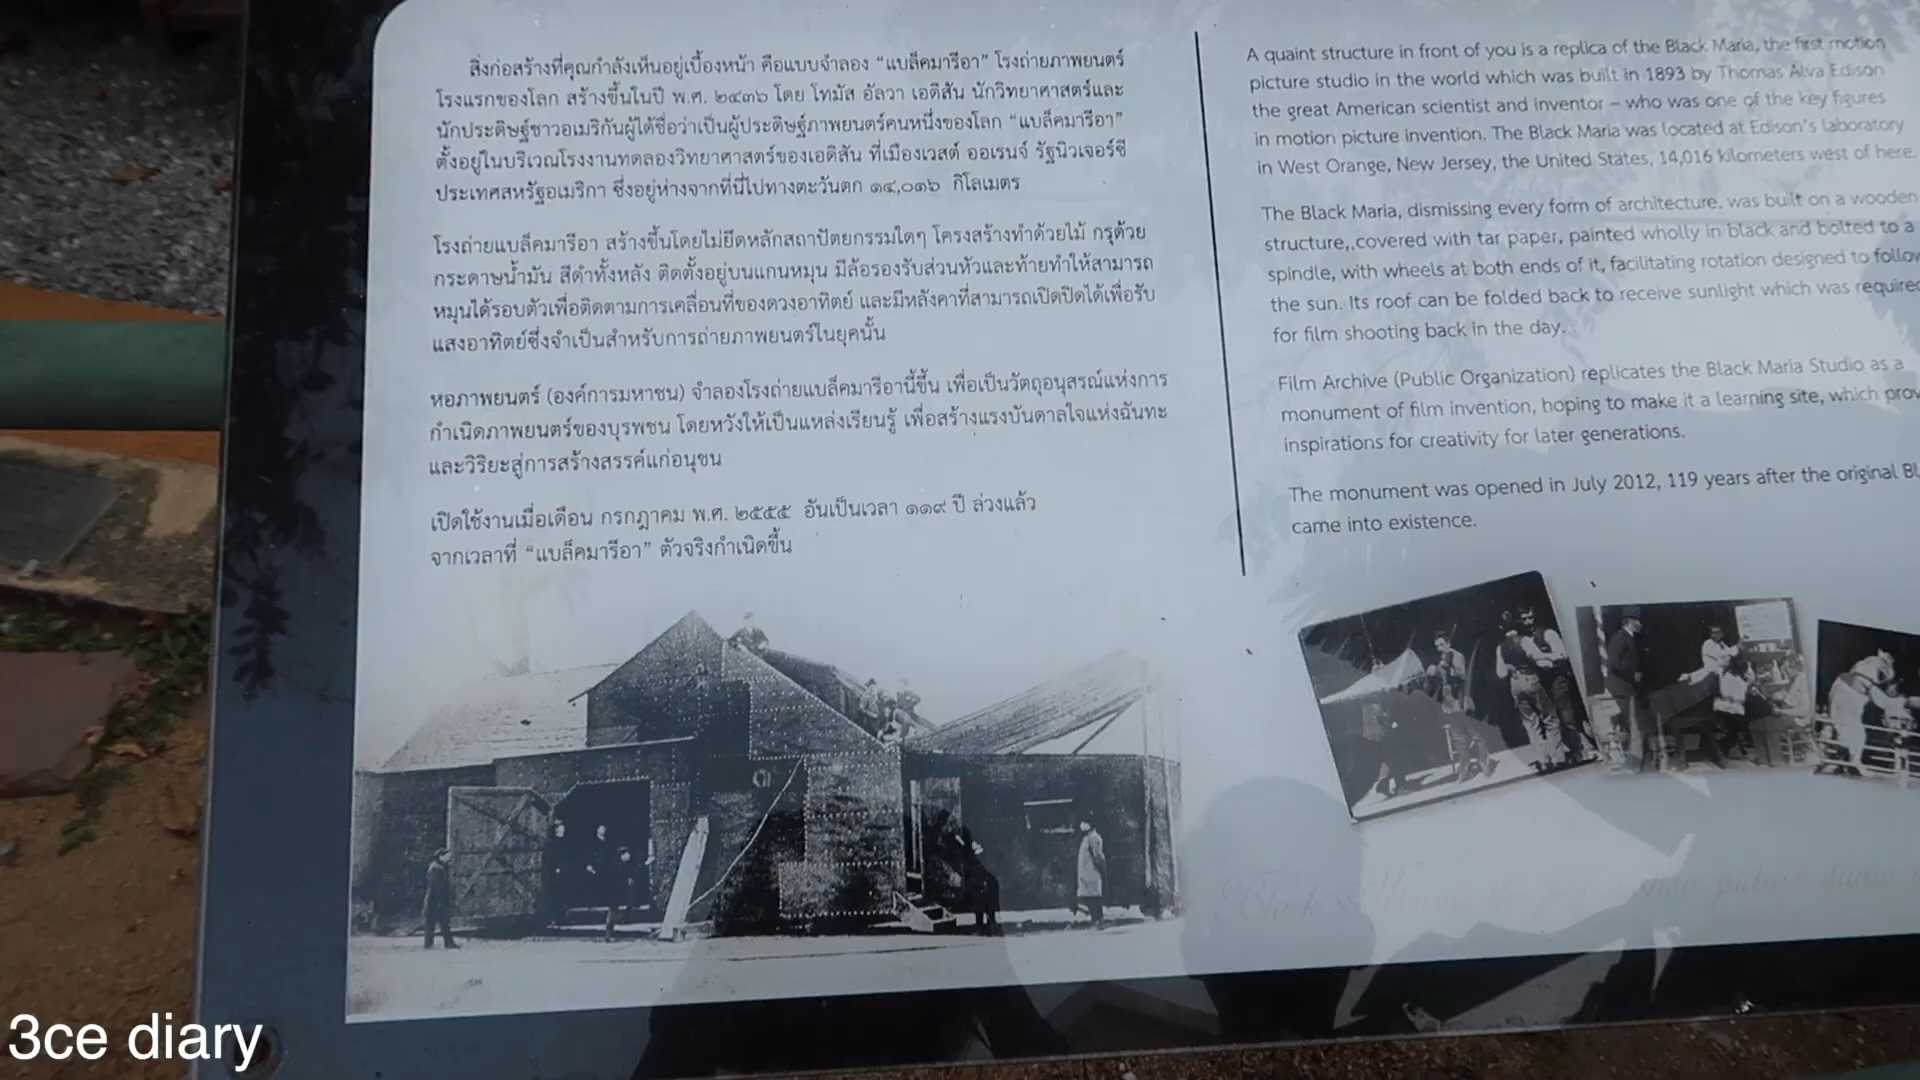 สิ่งก่อสร้างที่คุณกำลังเห็นอยู่เบื้องหน้า คือแบบจำลอง “แบล็คมารีอา” โรงถ่ายภาพยนตร์
โรงแรกของโลก สร้างขึ้นในปี พ.ศ. ๒๔๓๖ โดย โทมัส อัลวา เอดิสัน นักวิทยาศาสตร์และ
นักประดิษฐ์ชาวอเมริกันผู้ได้ชื่อว่าเป็นผู้ประดิษฐ์ภาพยนตร์คนหนึ่งของโลก “แบล็คมารีอา”
ตั้งอยู่ในบริเวณโรงงานทดลองวิทยาศาสตร์ของเอดิสัน ที่เมืองเวสต์ ออเรนจ์ รัฐนิวเจอร์ซี
ประเทศสหรัฐอเมริกา ซึ่งอยู่ห่างจากที่นี่ไปทางตะวันตก ๑๔,๐๑๖ กิโลเมตร
โรงถ่ายแบล็คมารีอา สร้างขึ้นโดยไม่ยึดหลักสถาปัตยกรรมใดๆ โครงสร้างทำด้วยไม้ กรุด้วย
กระดาษน้ำมัน สีดำทั้งหลัง ติดตั้งอยู่บนแกนหมุน มีล้อรองรับส่วนหัวและท้ายทำให้สามารถ
หมุนได้รอบตัวเพื่อติดตามการเคลื่อนที่ของดวงอาทิตย์ และมีหลังคาที่สามารถเปิดปิดได้เพื่อรับ
แสงอาทิตย์ซึ่งจำเป็นสำหรับการถ่ายภาพยนตร์ในยุคนั้น
หอภาพยนตร์ (องค์การมหาชน) จำลองโรงถ่ายแบล็คมารีอานี้ขึ้น เพื่อเป็นวัตถุอนุสรณ์แห่งการ
กำเนิดภาพยนตร์ของบุรพชน โดยหวังให้เป็นแหล่งเรียนรู้ เพื่อสร้างแรงบันดาลใจแห่งฉันทะ
และวิริยะสู่การสร้างสรรค์แก่อนุชน
เปิดใช้งานเมื่อเดือน กรกฎาคม พ.ศ. ๒๕๕๕ อันเป็นเวลา ๑๑๙ ปี ล่วงแล้ว
จากเวลาที่ “แบล็คมารีอา” ตัวจริงกำเนิดขึ้น
A quaint structure in front of you is a replica of the Black Maria, the first motion
picture studio in the world which was built in 1893 by Thomas Alva Edison
the great American scientist and inventor – who was one of the key figures
in motion picture invention. The Black Maria was located at Edison's laboratory
in West Orange, New Jersey, the United States, 14,016 kilometers west of here.
The Black Maria, dismissing every form of architecture, was built on a wooden
structure, covered with tar paper, painted wholly in black and bolted to a
spindle, with wheels at both ends of it, facilitating rotation designed to follow
the sun. Its roof can be folded back to receive sunlight which was required
for film shooting back in the day.
Film Archive (Public Organization) replicates the Black Maria Studio as a
monument of film invention, hoping to make it a learning site, which prov
inspirations for creativity for later generations.
The monument was opened in July 2012, 119 years after the original Bl
came into existence.
3ce diary